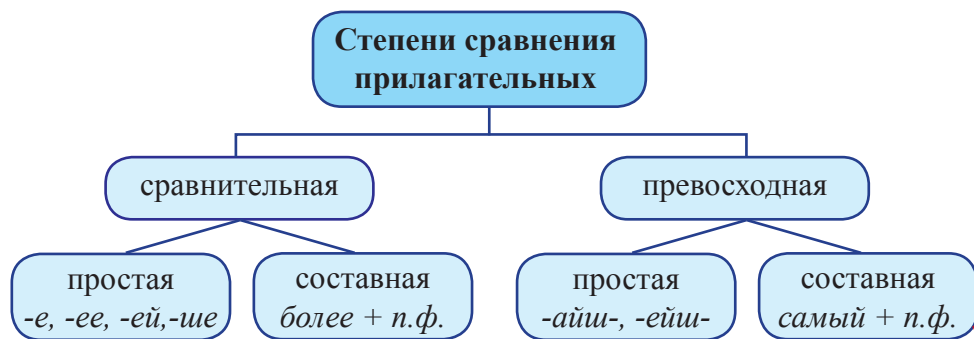 Степени сравнения
прилагательных
сравнительная
превосходная
простая
-е, -ее, -ей,-ше
составная
более + п.ф.
простая
-айш-, -ейш-
составная
самый + п.ф.